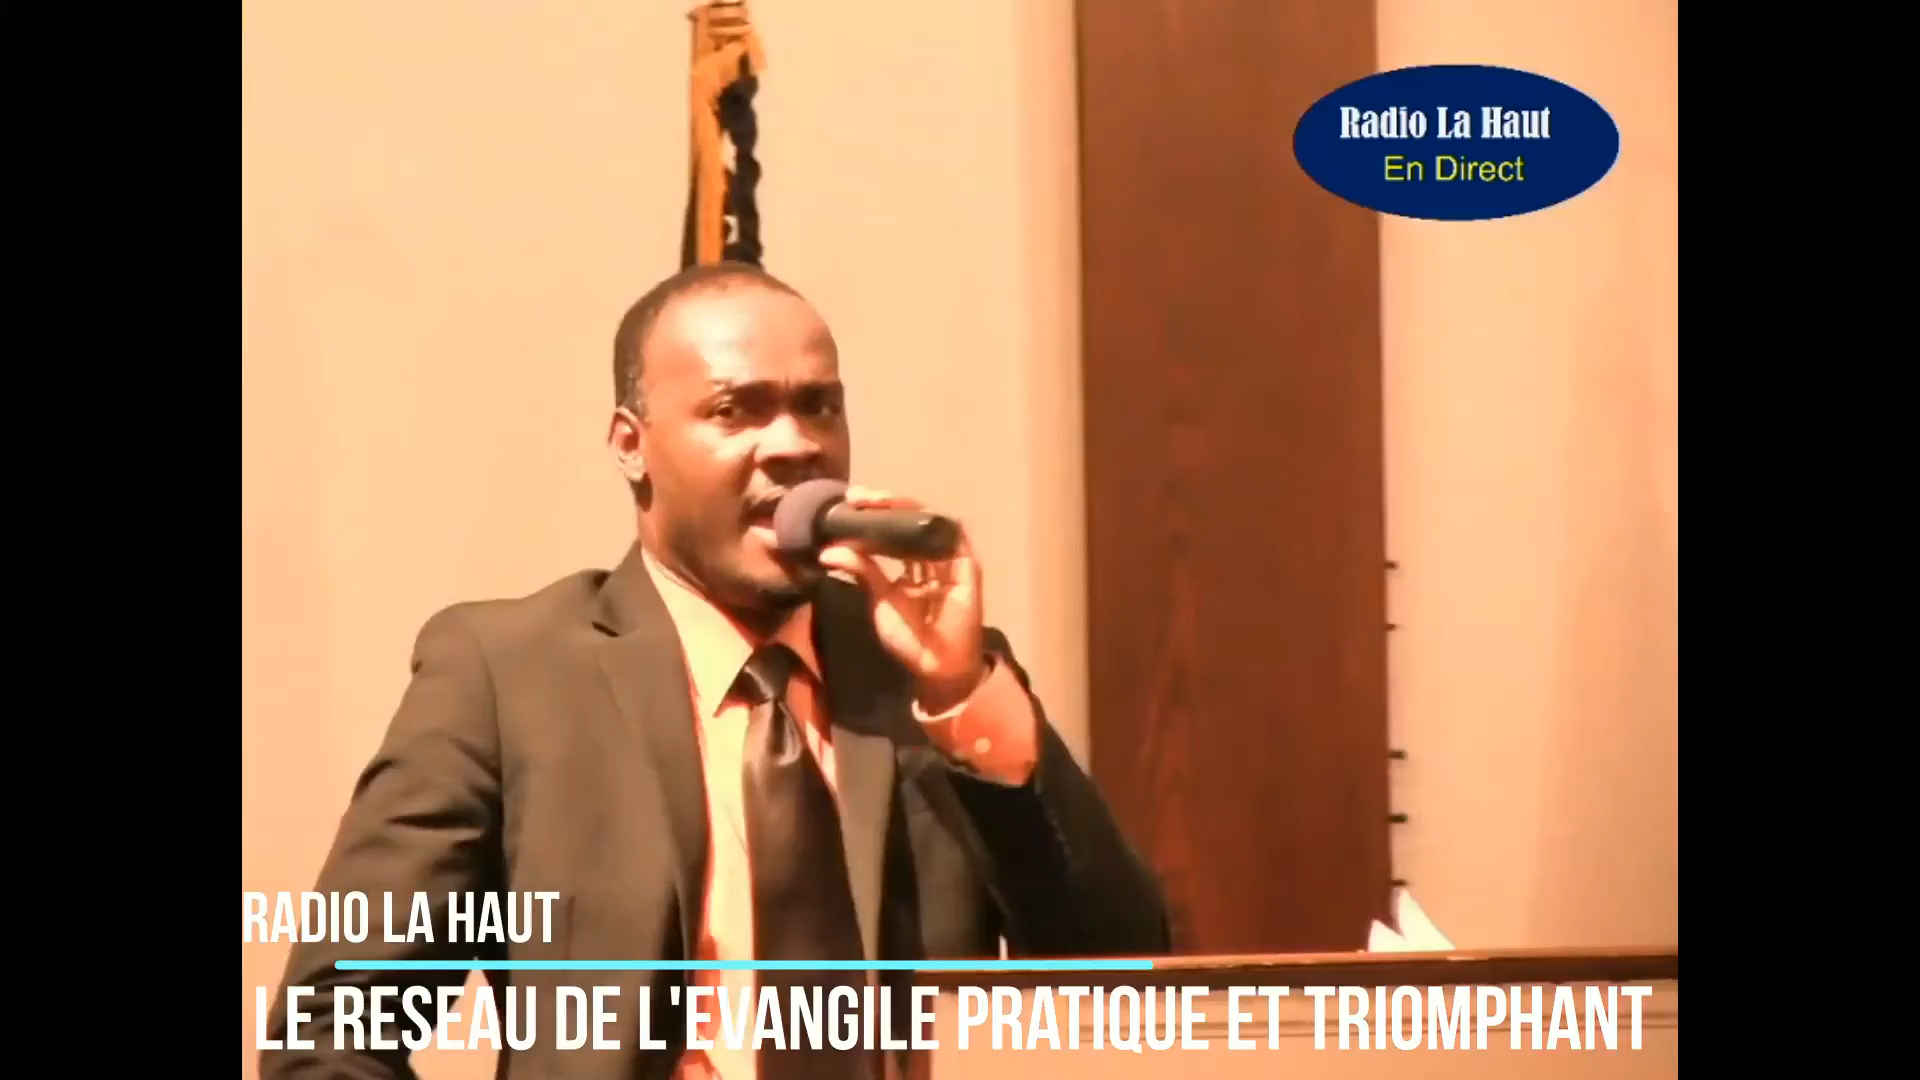 Radio La Haut
En Direct
RADIO LA HAUT
LE RESEAU DE L'EVANGILE PRATIQUE ET TRIOMPHANT